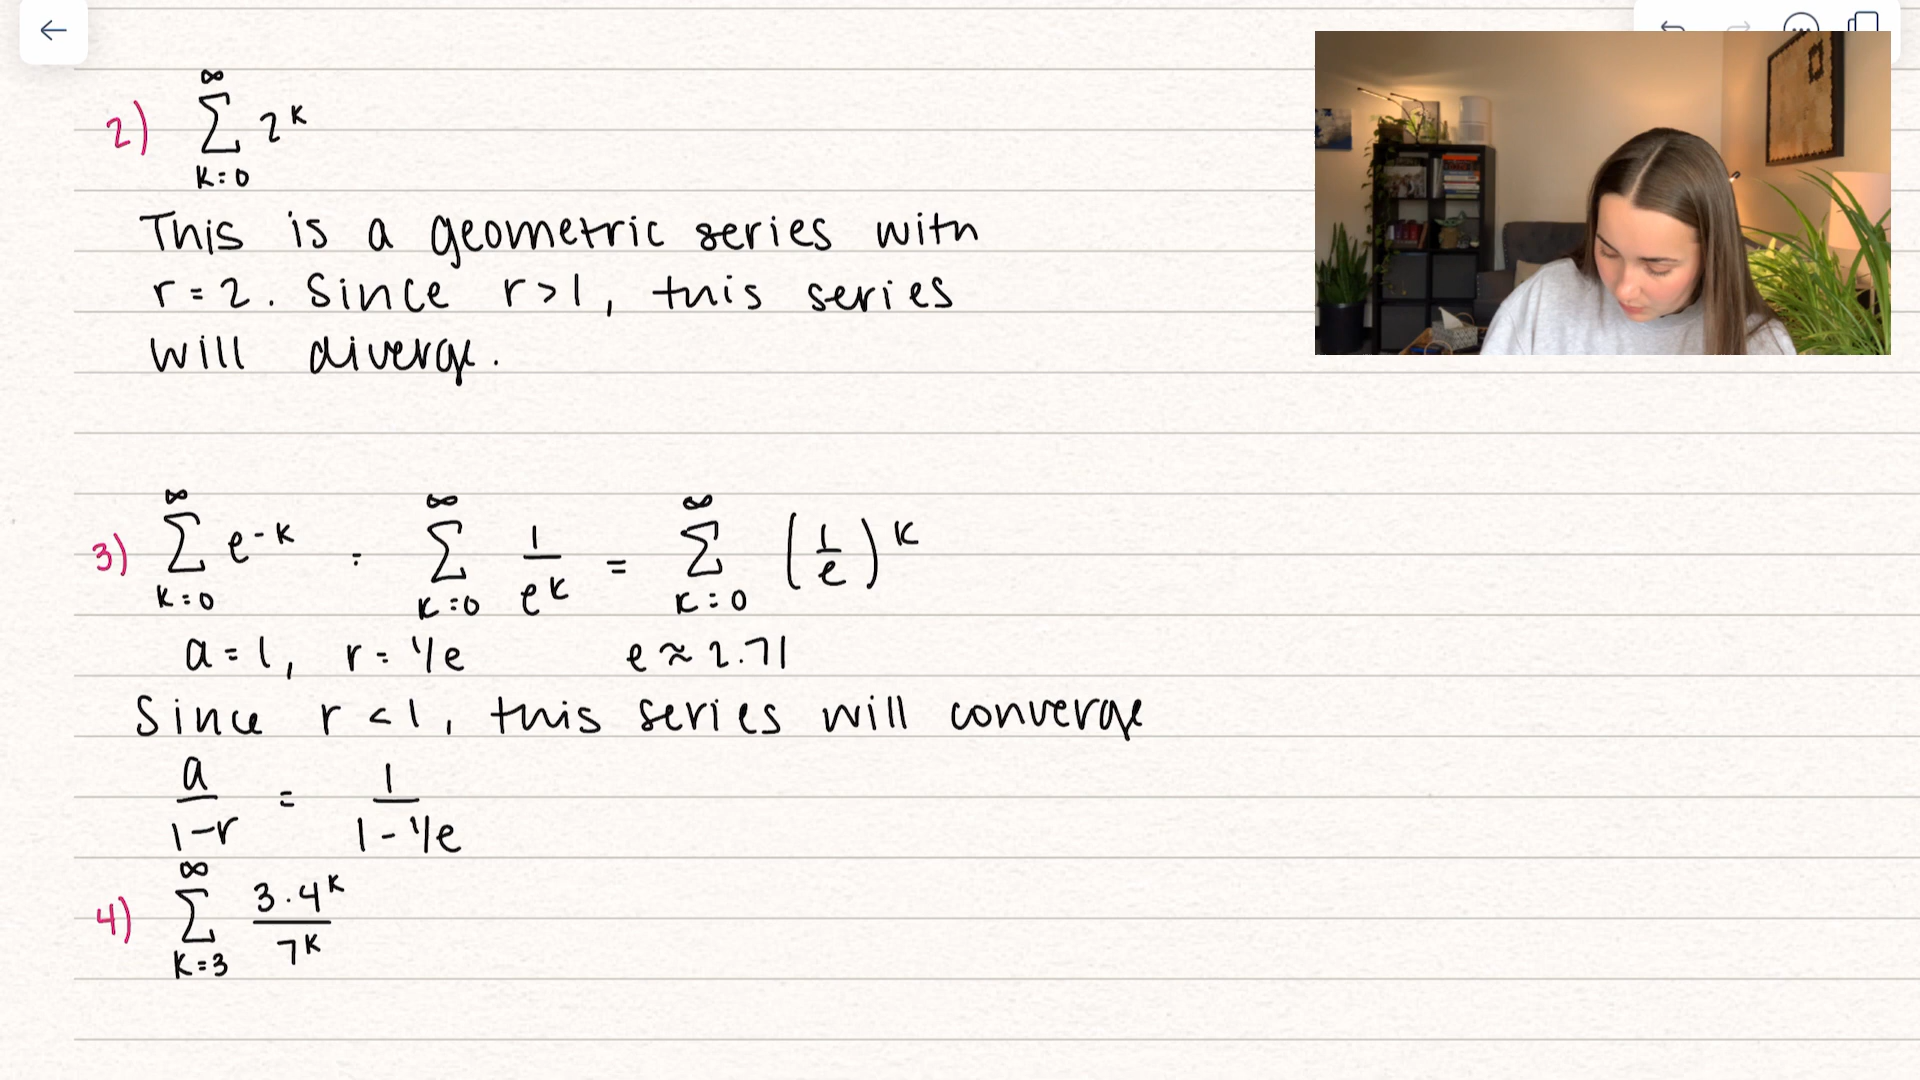 2) ∞ Σ k=0 2^k
This is a geometric series with
r = 2. Since r > 1, this series
will diverge.
3) ∞ Σ k=0 e^-k = ∞ Σ k=0 1/e^k = ∞ Σ k=0 (1/e)^k
a = 1, r = 1/e e ≈ 2.71
Since r < 1, this series will converge
a/1-r = 1/1-1/e
4) ∞ Σ k=3 3·4^k/7^k